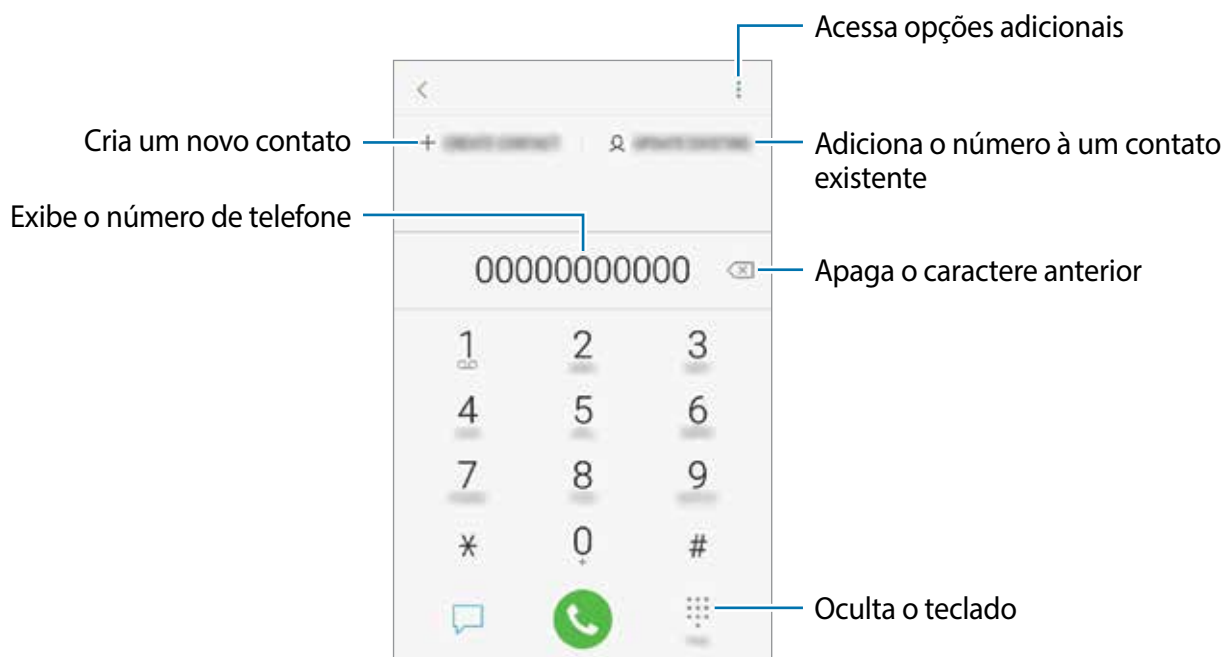 Acessa opções adicionais
Cria um novo contato
Adiciona o número à um contato
existente
Exibe o número de telefone
00000000000
Apaga o caractere anterior
1 2 3
4 5 6
7 8 9
* 0 #
+
Oculta o teclado